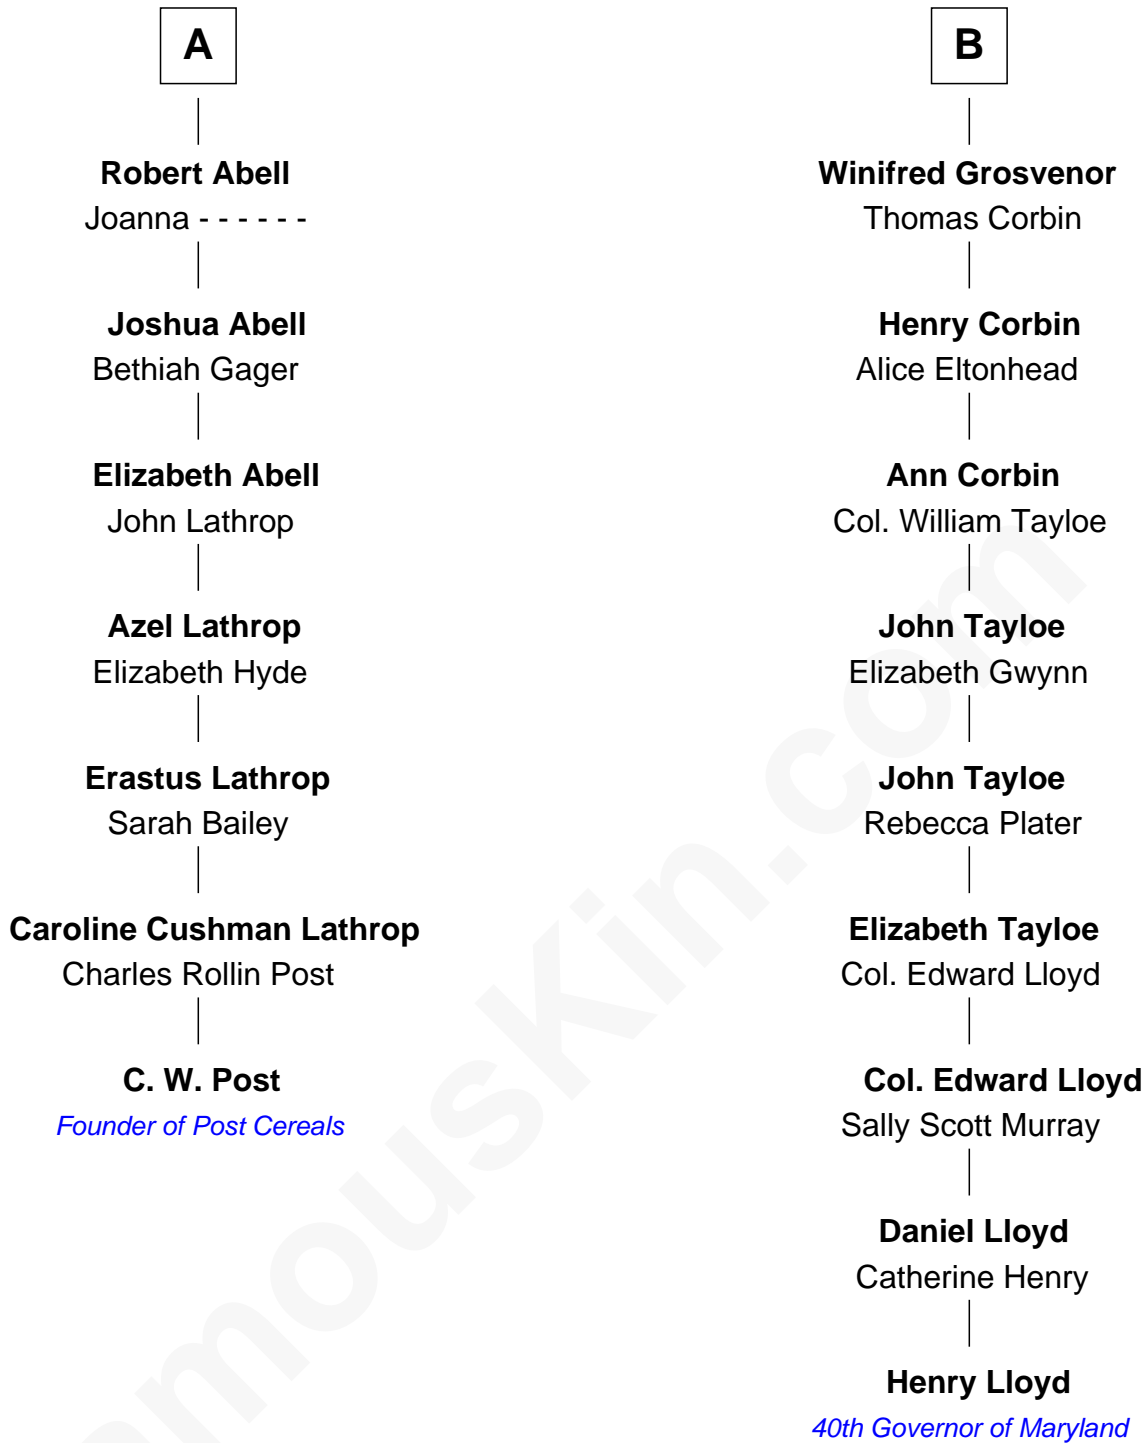 A
Robert Abell
Joanna - - - - - -
Joshua Abell
Bethiah Gager
Elizabeth Abell
John Lathrop
Azel Lathrop
Elizabeth Hyde
Erastus Lathrop
Sarah Bailey
Caroline Cushman Lathrop
Charles Rollin Post
C. W. Post
Founder of Post Cereals
B
Winifred Grosvenor
Thomas Corbin
Henry Corbin
Alice Eltonhead
Ann Corbin
Col. William Tayloe
John Tayloe
Elizabeth Gwynn
John Tayloe
Rebecca Plater
Elizabeth Tayloe
Col. Edward Lloyd
Col. Edward Lloyd
Sally Scott Murray
Daniel Lloyd
Catherine Henry
Henry Lloyd
40th Governor of Maryland
amouskin.com